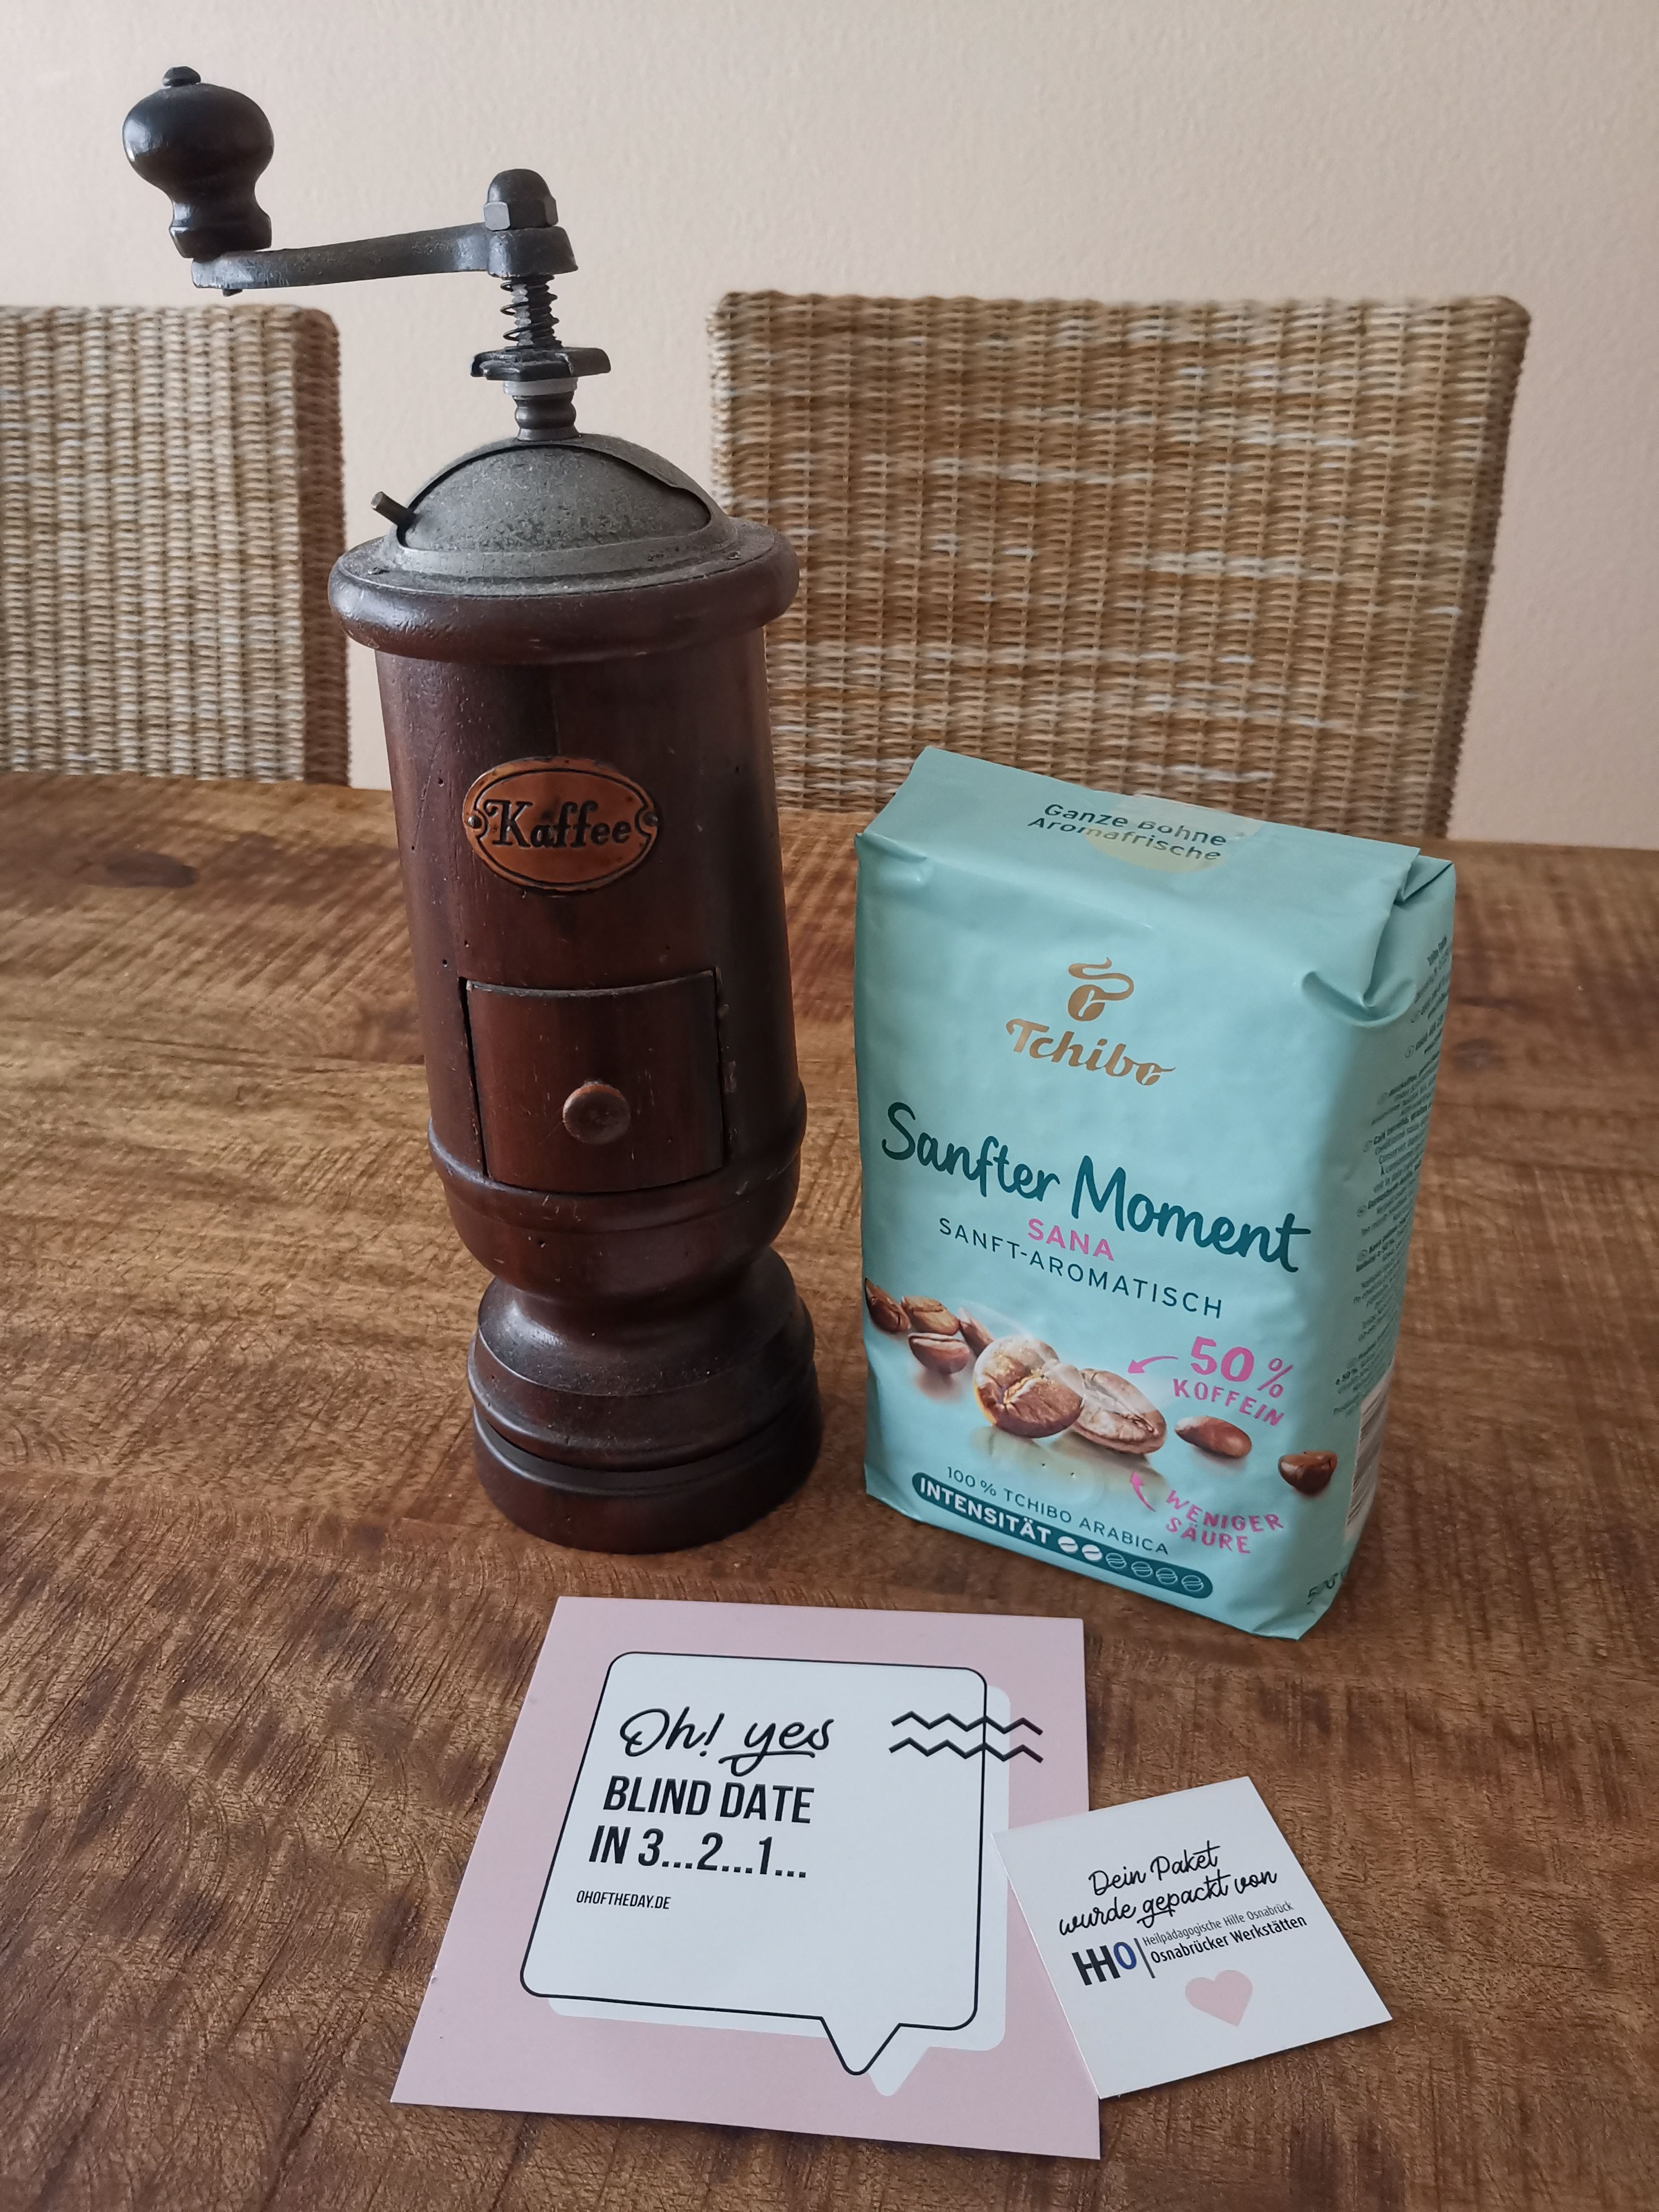 Kaffee
Ganze Bohne
Aromafrische
Tchibo
Sanfter Moment
SANA
SANFT-AROMATISCH
50%
KOFFEIN
WENIGER
SÄURE
100% TCHIBO ARABICA
INTENSITÄT
Oh! yes
BLIND DATE
IN 3...2...1...
OHOFTHEDAY.DE
Dein Paket
wurde gepackt von
HHO
Heilpädagogische Hilfe Osnabrück
Osnabrücker Werkstätten